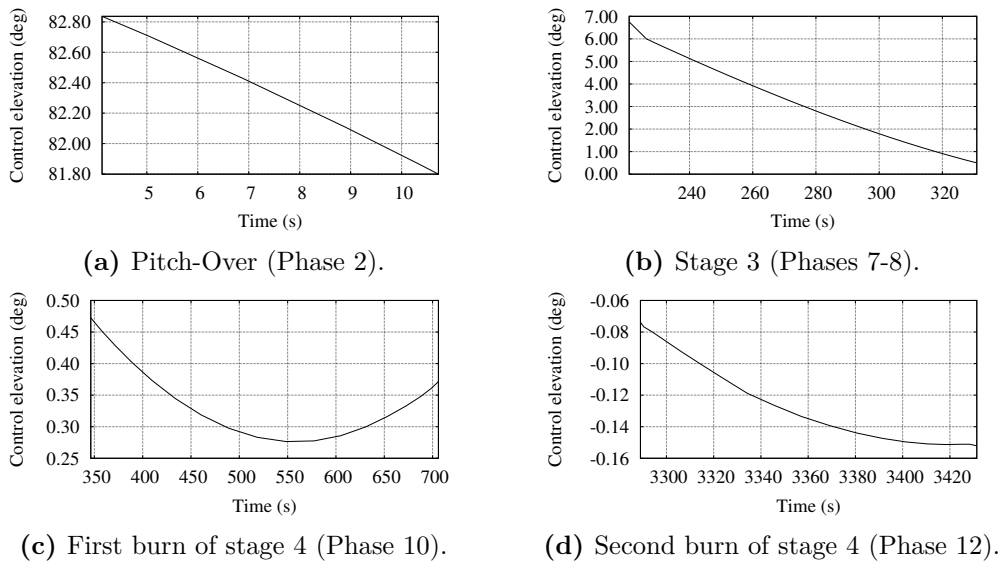 Control elevation (deg)
82.80
82.60
82.40
82.20
82.00
81.80
5 6 7 8 9 10
Time (s)
(a) Pitch-Over (Phase 2).
Control elevation (deg)
7.00
6.00
5.00
4.00
3.00
2.00
1.00
0.00
240 260 280 300 320
Time (s)
(b) Stage 3 (Phases 7-8).
Control elevation (deg)
0.50
0.45
0.40
0.35
0.30
0.25
350 400 450 500 550 600 650 700
Time (s)
(c) First burn of stage 4 (Phase 10).
Control elevation (deg)
-0.06
-0.08
-0.10
-0.12
-0.14
-0.16
3300 3320 3340 3360 3380 3400 3420
Time (s)
(d) Second burn of stage 4 (Phase 12).